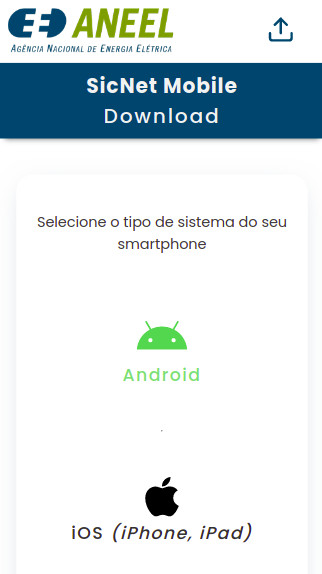 ANEEL
AGÊNCIA NACIONAL DE ENERGIA ELÉTRICA
SicNet Mobile
Download
Selecione o tipo de sistema do seu
smartphone
Android
.
iOS (iPhone, iPad)